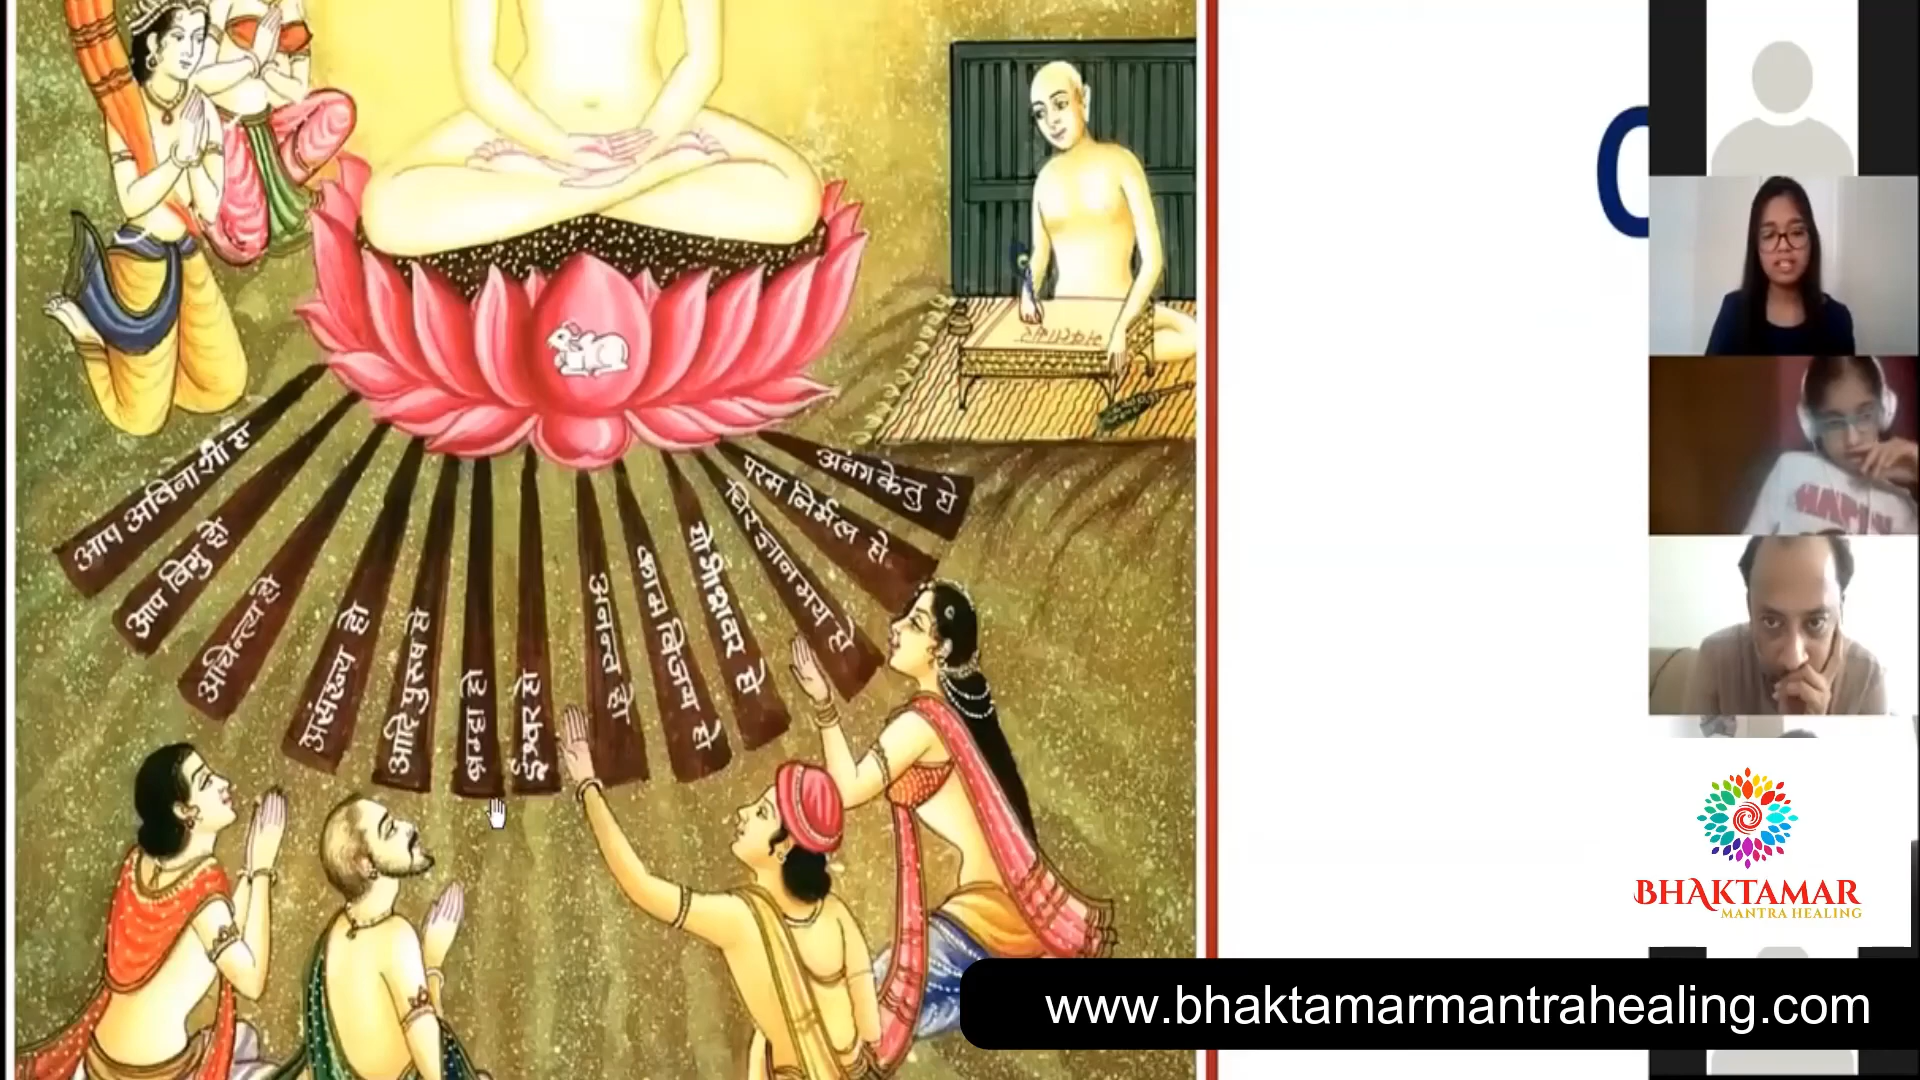 आप अविनाशी हो
आप विभु हो
अचिन्त्य हो
असंख्य हो
आदि पुरुष हो
ब्रह्मा हो
ईश्वर हो
अनन्त हो
काम विजय हो
योगीश्वर हो
चिर ज्ञानमय हो
परम निर्मल हो
अनंग केतु हो
BHAKTAMAR
MANTRA HEALING
www.bhaktamarmantrahealing.com